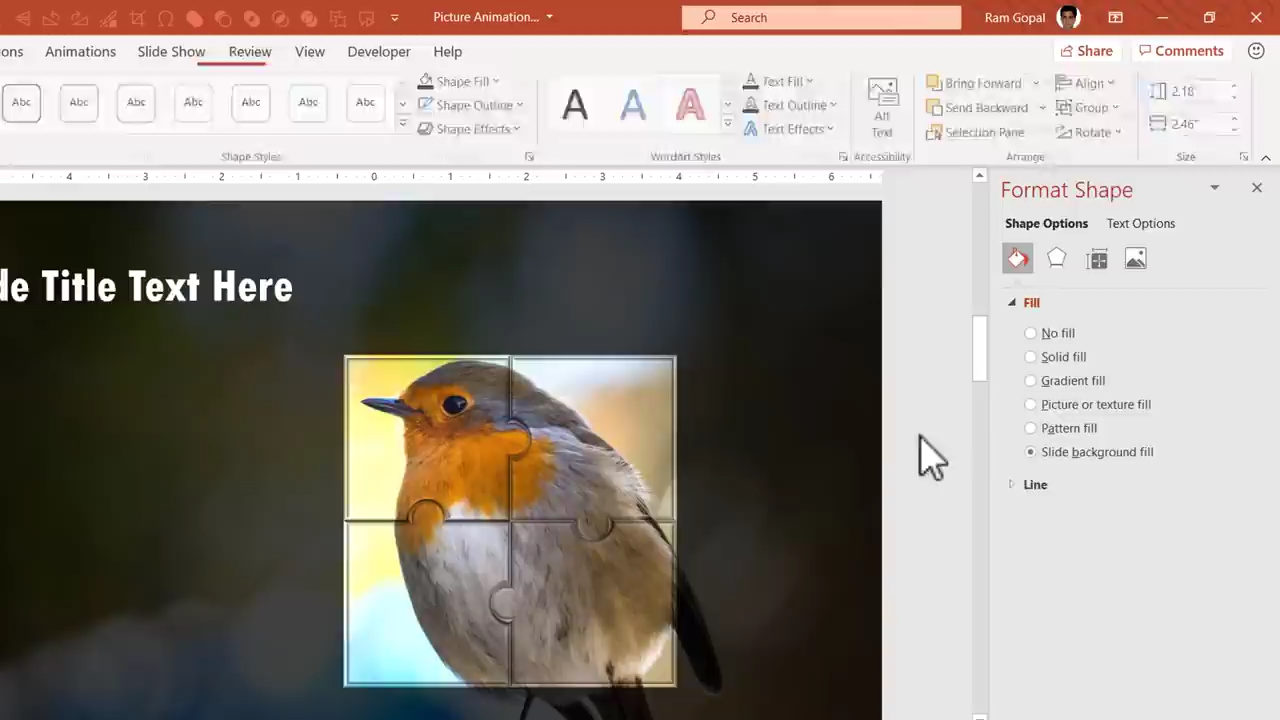 Picture Animation...
Search
Ram Gopal
ons Animations Slide Show Review View Developer Help
Share Comments
Abc Abc Abc Abc Abc Abc Abc
Shape Fill
Shape Outline
Shape Effects
Shape Styles
A A A
Text Fill
Text Outline
Text Effects
WordArt Styles
Alt
Text
Accessibility
Bring Forward
Send Backward
Selection Pane
Align
Group
Rotate
Arrange
2.18"
2.46"
Size
4 3 2 1 0 1 2 3 4 5 6
Format Shape
Shape Options Text Options
Fill
No fill
Solid fill
Gradient fill
Picture or texture fill
Pattern fill
Slide background fill
Line
de Title Text Here